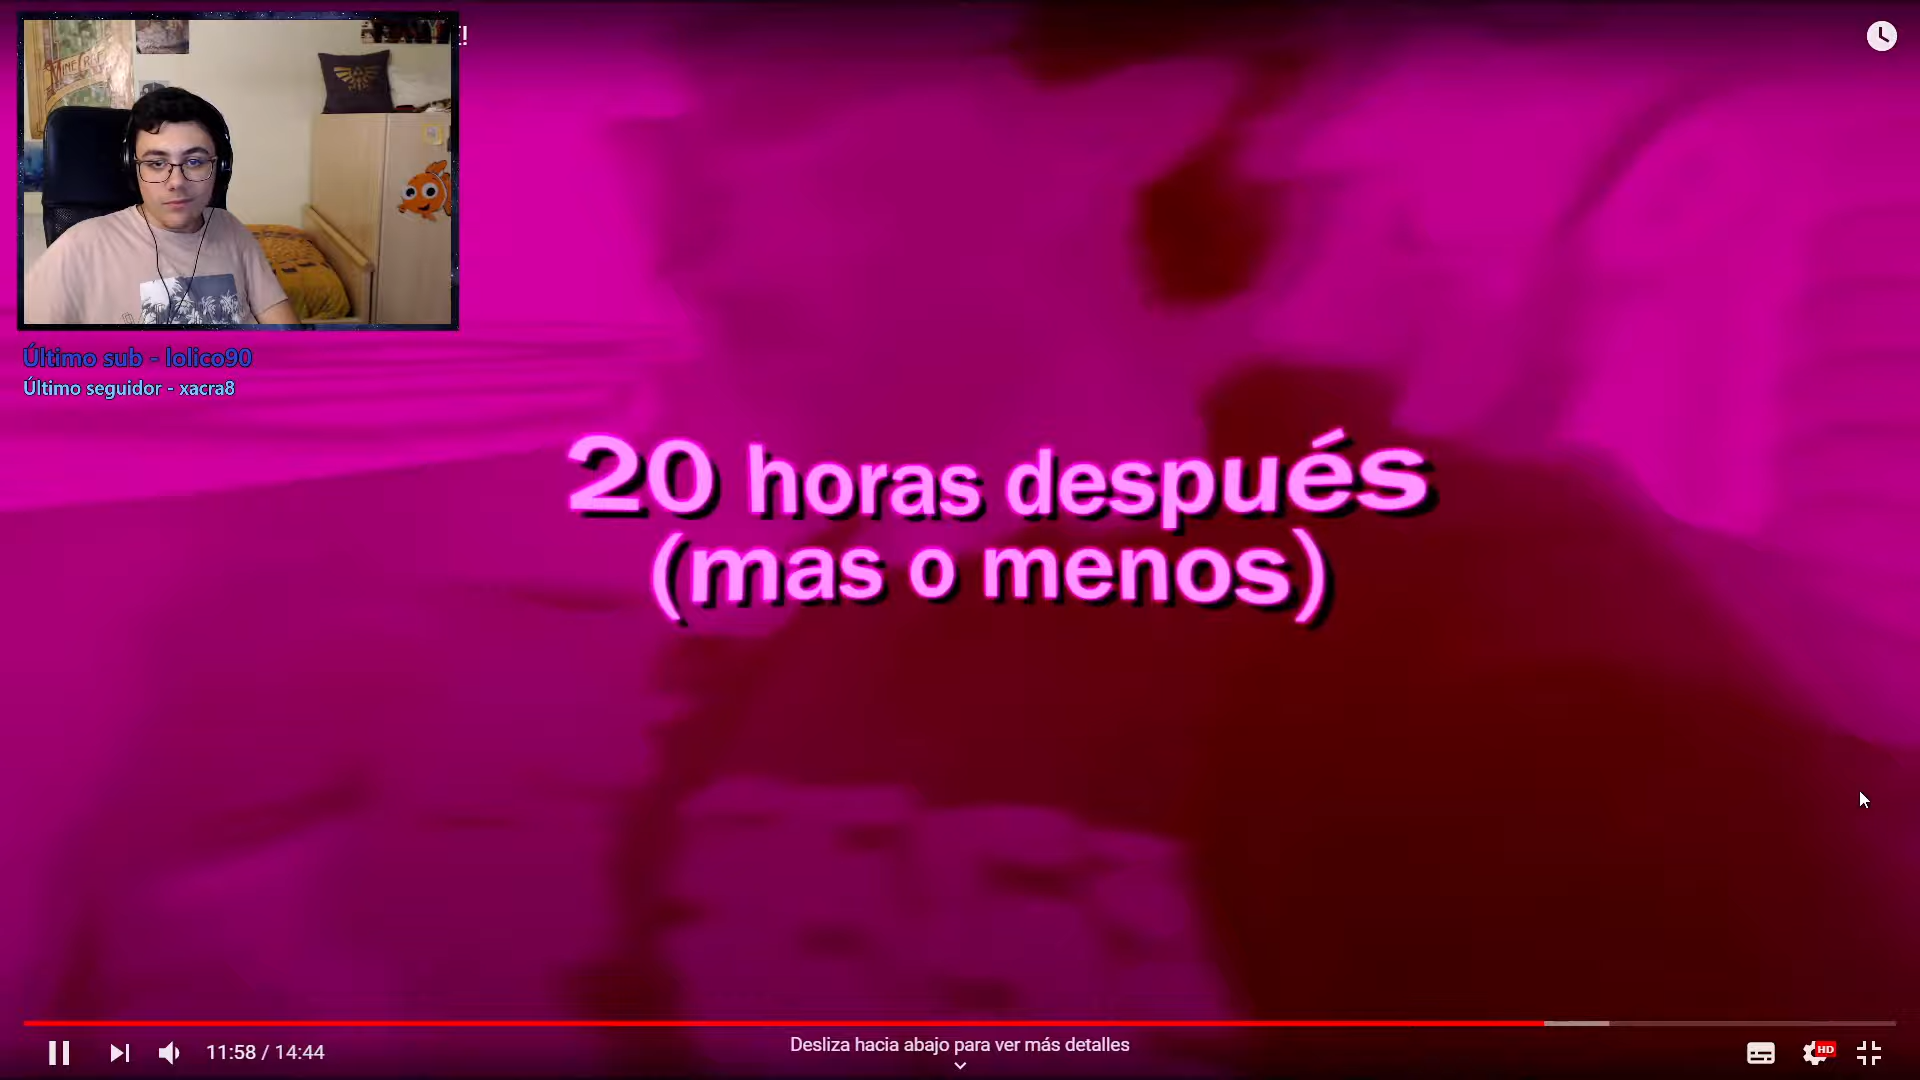 !
MINECRAFT
Último sub - lolico90
Último seguidor - xacra8
20 horas después
(mas o menos)
11:58 / 14:44
Desliza hacia abajo para ver más detalles
HD